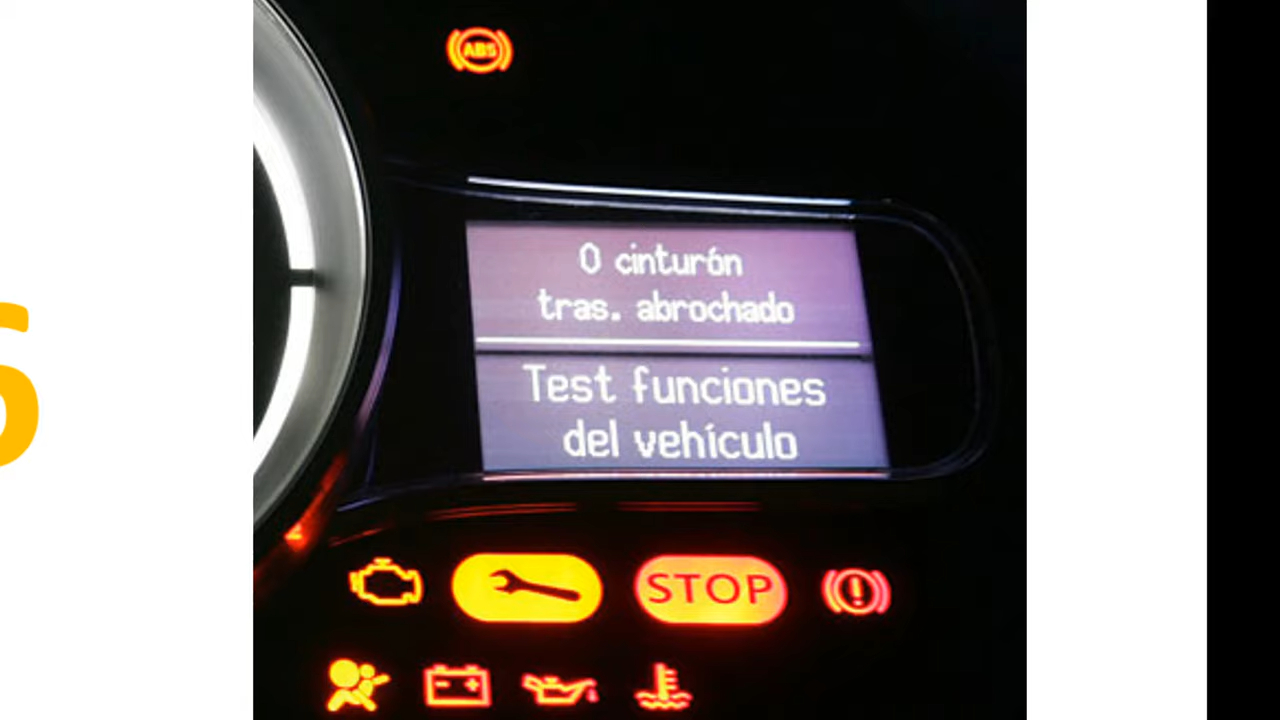 ABS
0 cinturón
tras. abrochado
Test funciones
del vehículo
STOP